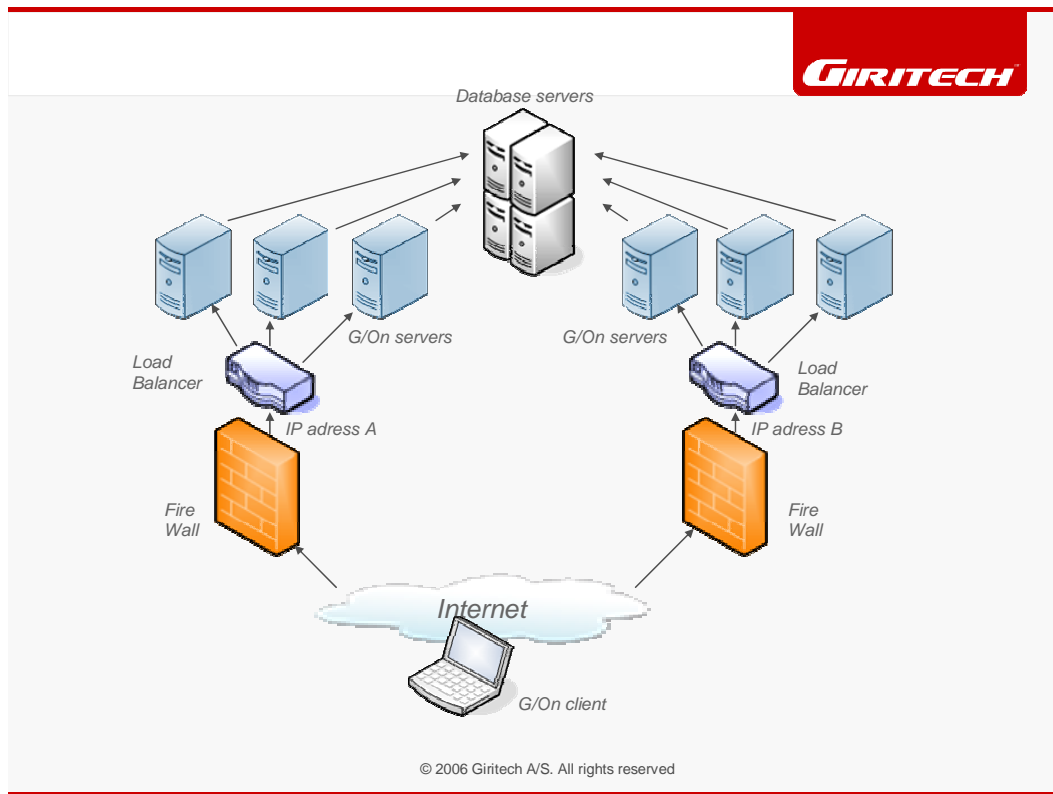 GIRITECH
Database servers
G/On servers
G/On servers
Load
Balancer
Load
Balancer
IP adress A
IP adress B
Fire
Wall
Fire
Wall
Internet
G/On client
© 2006 Giritech A/S. All rights reserved